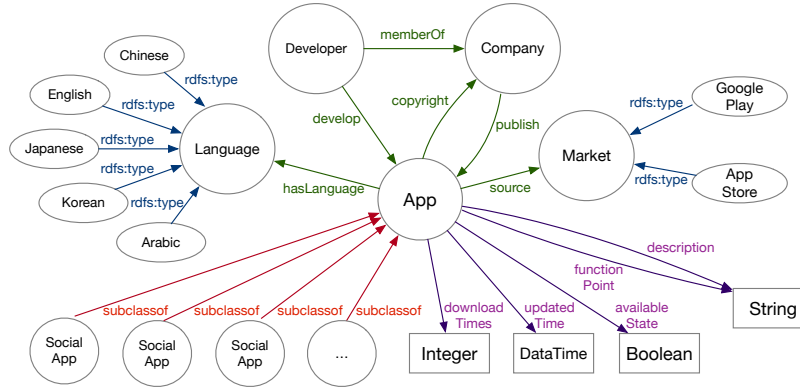 Developer
memberOf
Company
Chinese
rdfs:type
English
rdfs:type
Japanese
rdfs:type
rdfs:type
Korean
rdfs:type
Arabic
Language
develop
copyright
publish
hasLanguage
App
source
Market
rdfs:type
Google
Play
rdfs:type
App
Store
subclassof
subclassof
subclassof
subclassof
Social
App
Social
App
Social
App
...
download
Times
updated
Time
available
State
function
Point
description
Integer
DataTime
Boolean
String